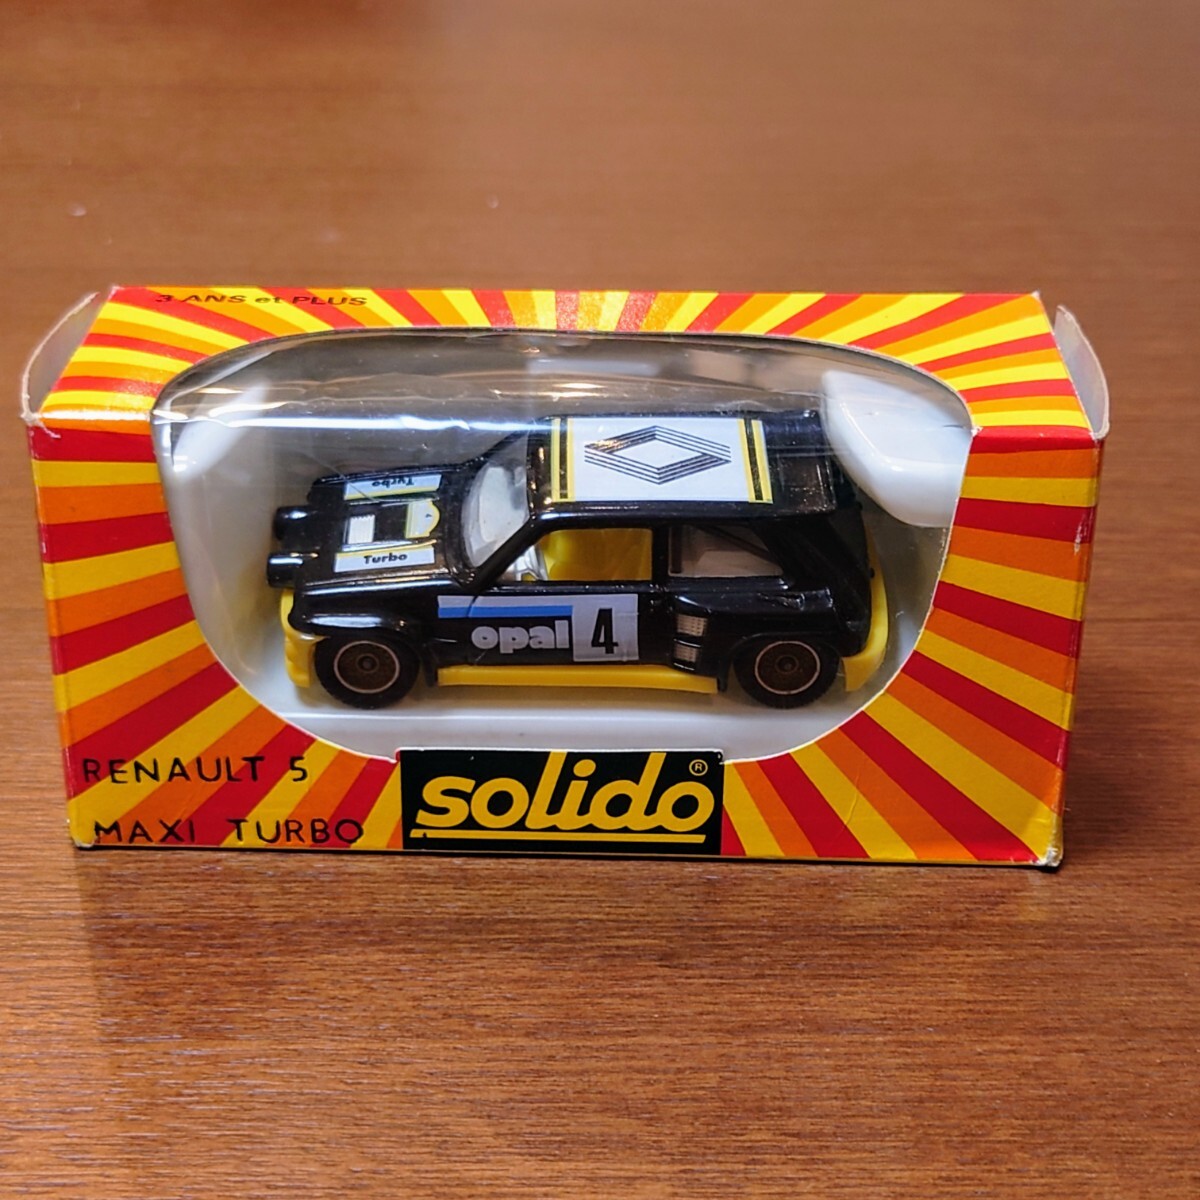 3 ANS et PLUS
Turbo
Turbo
opal 4
RENAULT 5
MAXI TURBO
solido®